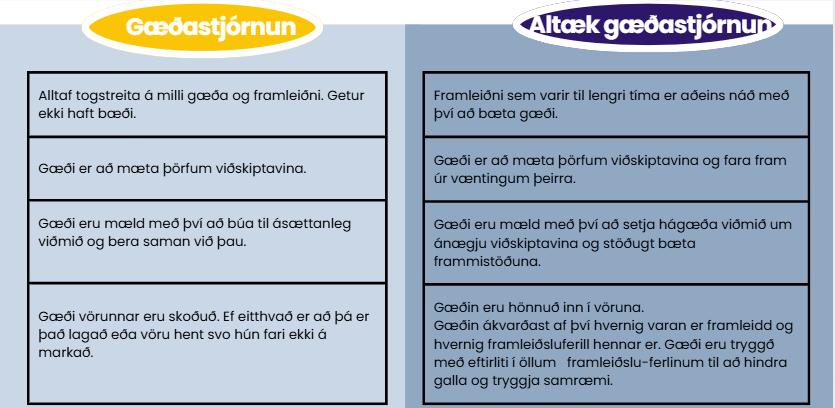 Gæðastjórnun
Alltaf togstreita á milli gæða og framleiðni. Getur
ekki haft bæði.
Gæði er að mæta þörfum viðskiptavina.
Gæði eru mæld með því að búa til ásættanleg
viðmið og bera saman við þau.
Gæði vörunnar eru skoðuð. Ef eitthvað er að þá er
það lagað eða vöru hent svo hún fari ekki á
markað.
Altæk gæðastjórnun
Framleiðni sem varir til lengri tíma er aðeins náð með
því að bæta gæði.
Gæði er að mæta þörfum viðskiptavina og fara fram
úr væntingum þeirra.
Gæði eru mæld með því að setja hágæða viðmið um
ánægju viðskiptavina og stöðugt bæta
frammistöðuna.
Gæðin eru hönnuð inn í vöruna.
Gæðin ákvarðast af því hvernig varan er framleidd og
hvernig framleiðsluferill hennar er. Gæði eru tryggð
með eftirliti í öllum framleiðslu-ferlinum til að hindra
galla og tryggja samræmi.